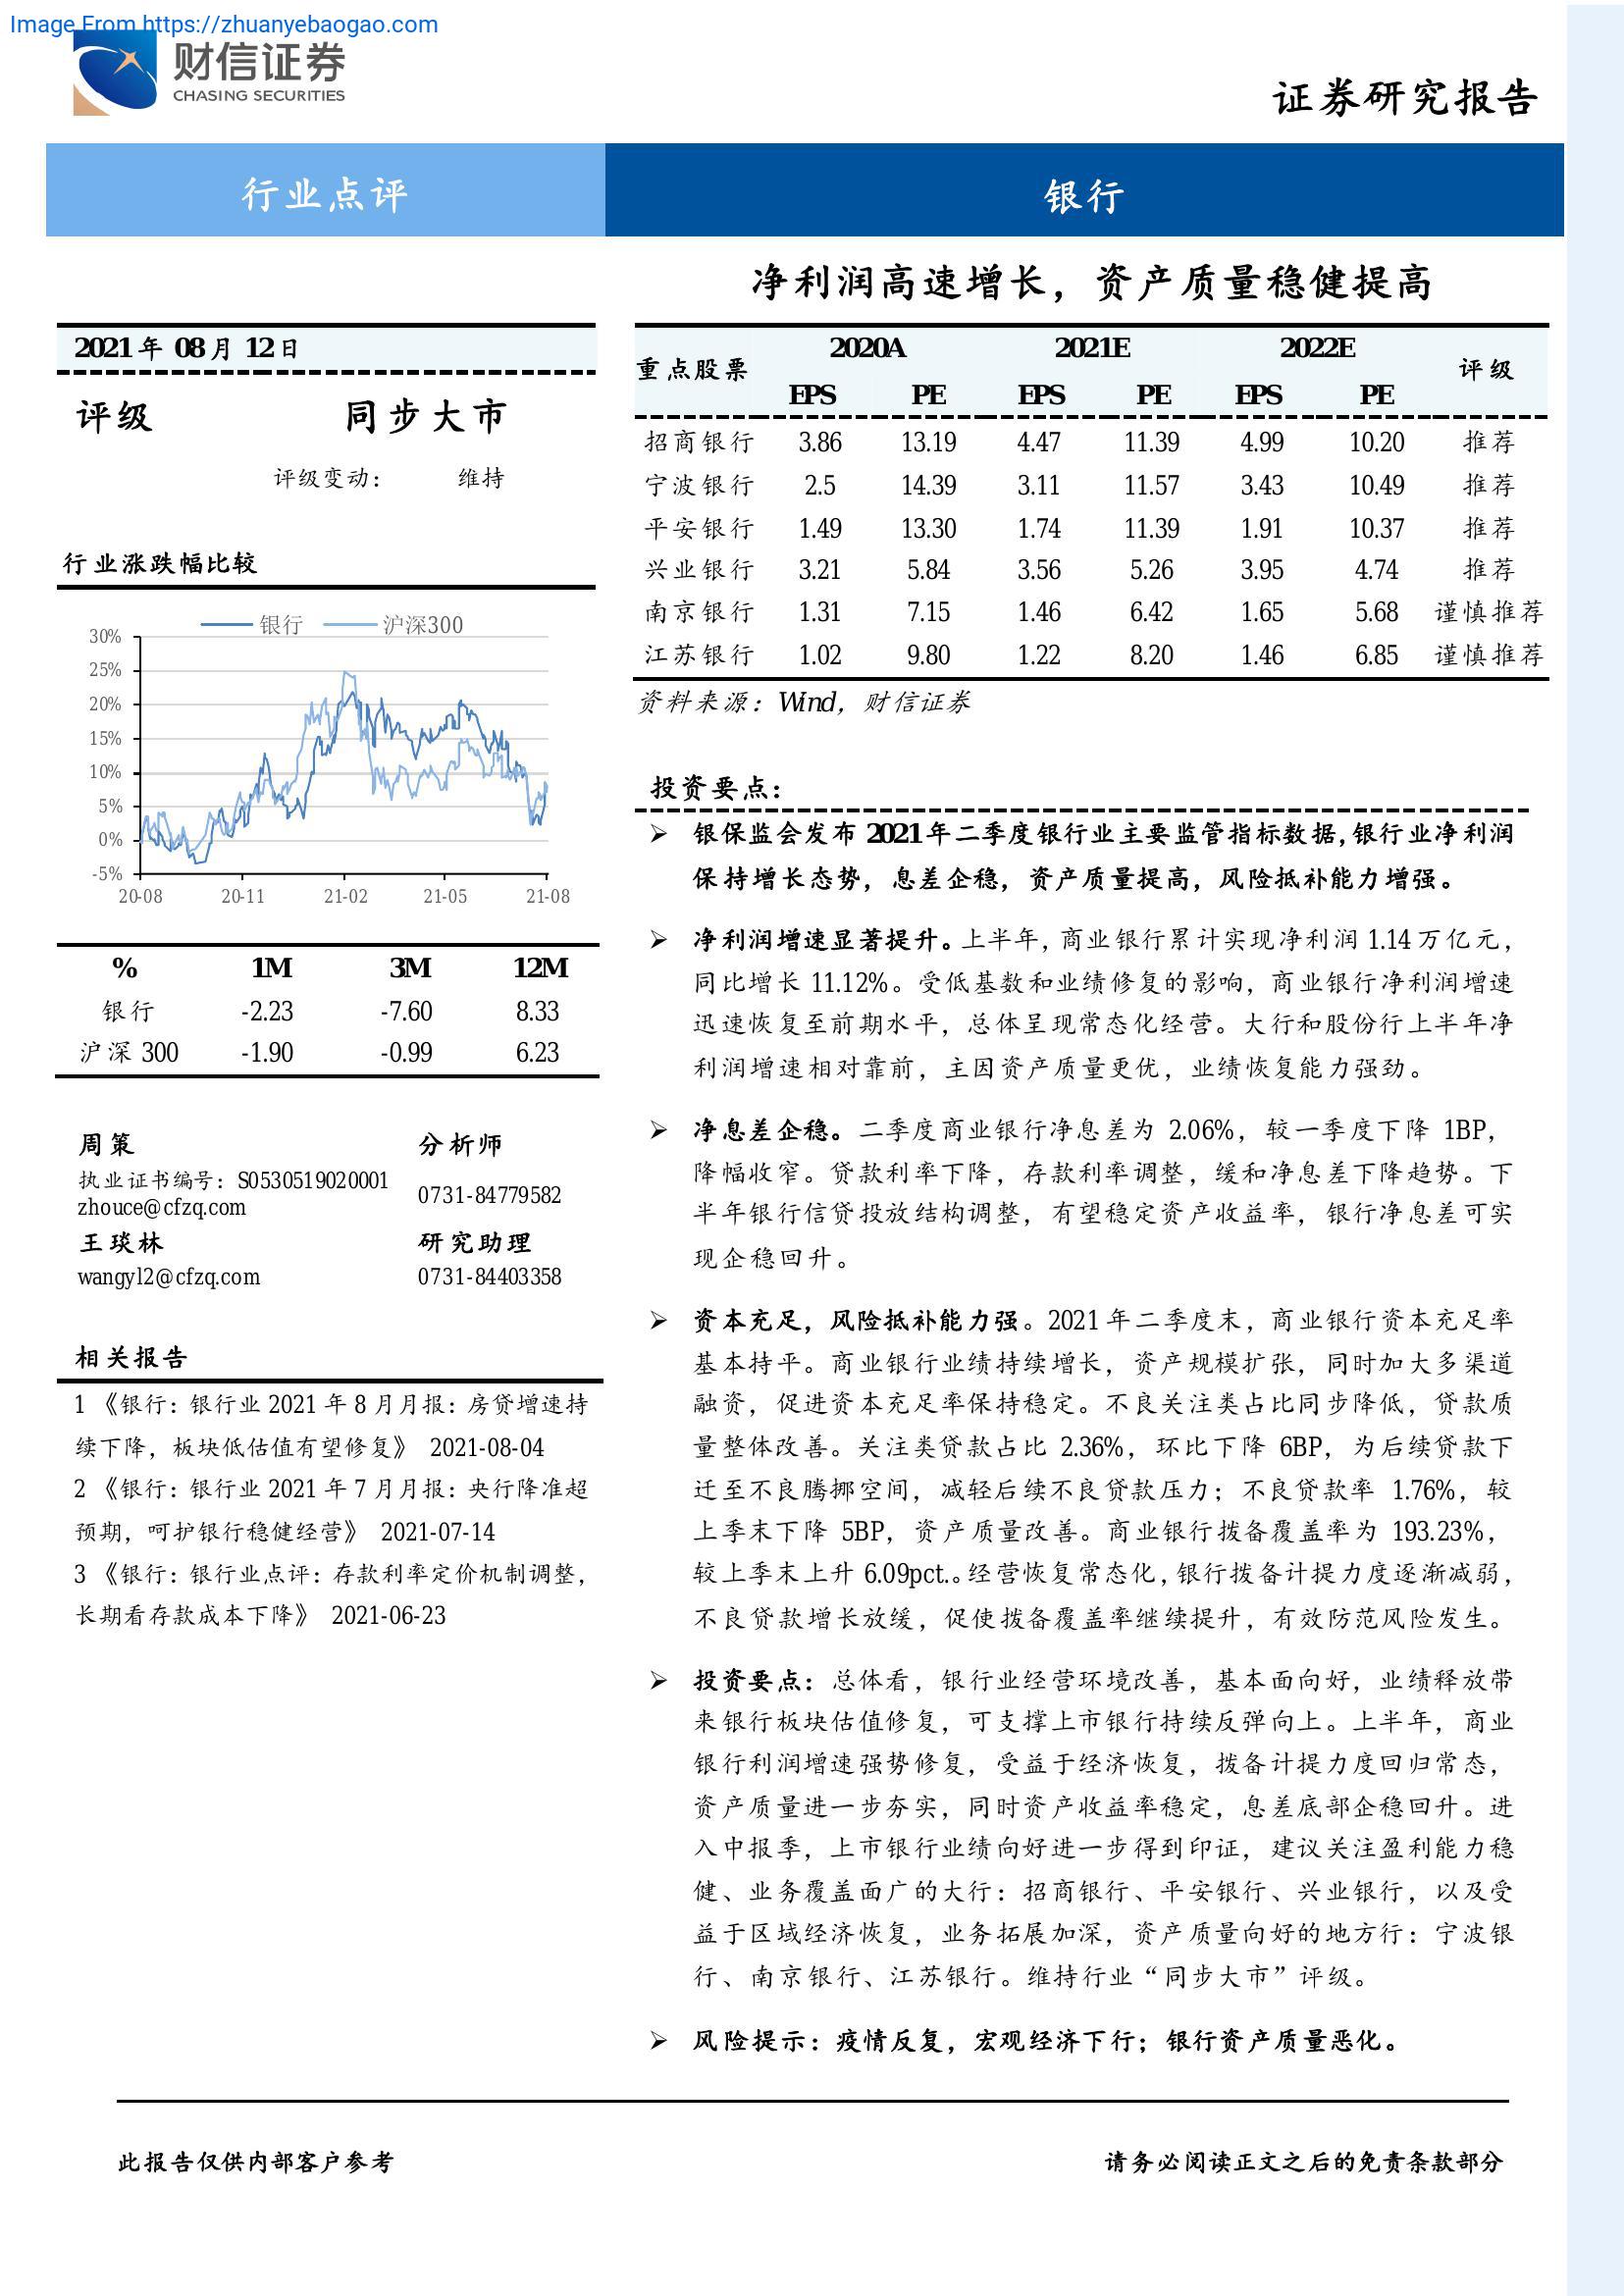 Image From https://zhuanyebaogao.com
财信证券
CHASING SECURITIES
证券研究报告
行业点评
银行
净利润高速增长，资产质量稳健提高
2021 年 08 月 12 日
评级 同步大市
评级变动： 维持
行业涨跌幅比较
银行 沪深300
30%
25%
20%
15%
10%
5%
0%
-5%
20-08 20-11 21-02 21-05 21-08
% 1M 3M 12M
银行 -2.23 -7.60 8.33
沪深 300 -1.90 -0.99 6.23
周策 分析师
执业证书编号：S0530519020001
zhouce@cfzq.com 0731-84779582
王琰林 研究助理
wangyl2@cfzq.com 0731-84403358
相关报告
1 《银行：银行业 2021 年 8 月月报：房贷增速持
续下降，板块低估值有望修复》 2021-08-04
2 《银行：银行业 2021 年 7 月月报：央行降准超
预期，呵护银行稳健经营》 2021-07-14
3 《银行：银行业点评：存款利率定价机制调整，
长期看存款成本下降》 2021-06-23
重点股票 2020A 2021E 2022E 评级
EPS PE EPS PE EPS PE
招商银行 3.86 13.19 4.47 11.39 4.99 10.20 推荐
宁波银行 2.5 14.39 3.11 11.57 3.43 10.49 推荐
平安银行 1.49 13.30 1.74 11.39 1.91 10.37 推荐
兴业银行 3.21 5.84 3.56 5.26 3.95 4.74 推荐
南京银行 1.31 7.15 1.46 6.42 1.65 5.68 谨慎推荐
江苏银行 1.02 9.80 1.22 8.20 1.46 6.85 谨慎推荐
资料来源：Wind，财信证券
投资要点：
➢ 银保监会发布 2021 年二季度银行业主要监管指标数据，银行业净利润
保持增长态势，息差企稳，资产质量提高，风险抵补能力增强。
➢ 净利润增速显著提升。上半年，商业银行累计实现净利润 1.14 万亿元，
同比增长 11.12%。受低基数和业绩修复的影响，商业银行净利润增速
迅速恢复至前期水平，总体呈现常态化经营。大行和股份行上半年净
利润增速相对靠前，主因资产质量更优，业绩恢复能力强劲。
➢ 净息差企稳。二季度商业银行净息差为 2.06%，较一季度下降 1BP，
降幅收窄。贷款利率下降，存款利率调整，缓和净息差下降趋势。下
半年银行信贷投放结构调整，有望稳定资产收益率，银行净息差可实
现企稳回升。
➢ 资本充足，风险抵补能力强。2021 年二季度末，商业银行资本充足率
基本持平。商业银行业绩持续增长，资产规模扩张，同时加大多渠道
融资，促进资本充足率保持稳定。不良关注类占比同步降低，贷款质
量整体改善。关注类贷款占比 2.36%，环比下降 6BP，为后续贷款下
迁至不良腾挪空间，减轻后续不良贷款压力；不良贷款率 1.76%，较
上季末下降 5BP，资产质量改善。商业银行拨备覆盖率为 193.23%，
较上季末上升 6.09pct.。经营恢复常态化，银行拨备计提力度逐渐减弱，
不良贷款增长放缓，促使拨备覆盖率继续提升，有效防范风险发生。
➢ 投资要点：总体看，银行业经营环境改善，基本面向好，业绩释放带
来银行板块估值修复，可支撑上市银行持续反弹向上。上半年，商业
银行利润增速强势修复，受益于经济恢复，拨备计提力度回归常态，
资产质量进一步夯实，同时资产收益率稳定，息差底部企稳回升。进
入中报季，上市银行业绩向好进一步得到印证，建议关注盈利能力稳
健、业务覆盖面广的大行：招商银行、平安银行、兴业银行，以及受
益于区域经济恢复，业务拓展加深，资产质量向好的地方行：宁波银
行、南京银行、江苏银行。维持行业“同步大市”评级。
➢ 风险提示：疫情反复，宏观经济下行；银行资产质量恶化。
此报告仅供内部客户参考
请务必阅读正文之后的免责条款部分